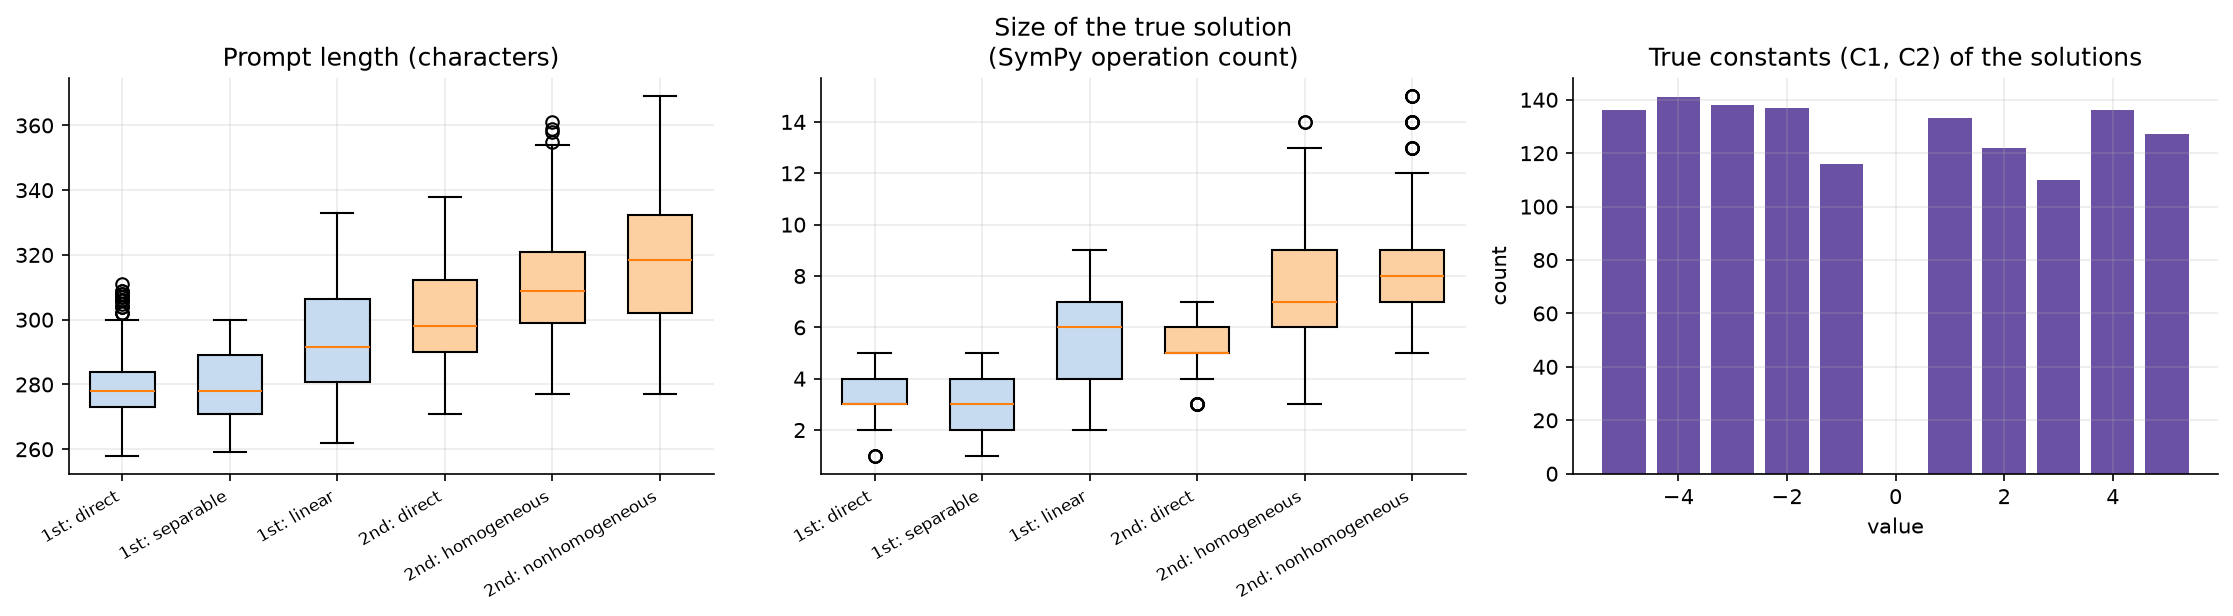 Prompt length (characters)
360
340
320
300
280
260
1st: direct
1st: separable
1st: linear
2nd: direct
2nd: homogeneous
2nd: nonhomogeneous
Size of the true solution
(SymPy operation count)
14
12
10
8
6
4
2
1st: direct
1st: separable
1st: linear
2nd: direct
2nd: homogeneous
2nd: nonhomogeneous
True constants (C1, C2) of the solutions
count
140
120
100
80
60
40
20
0
−4
−2
0
2
4
value